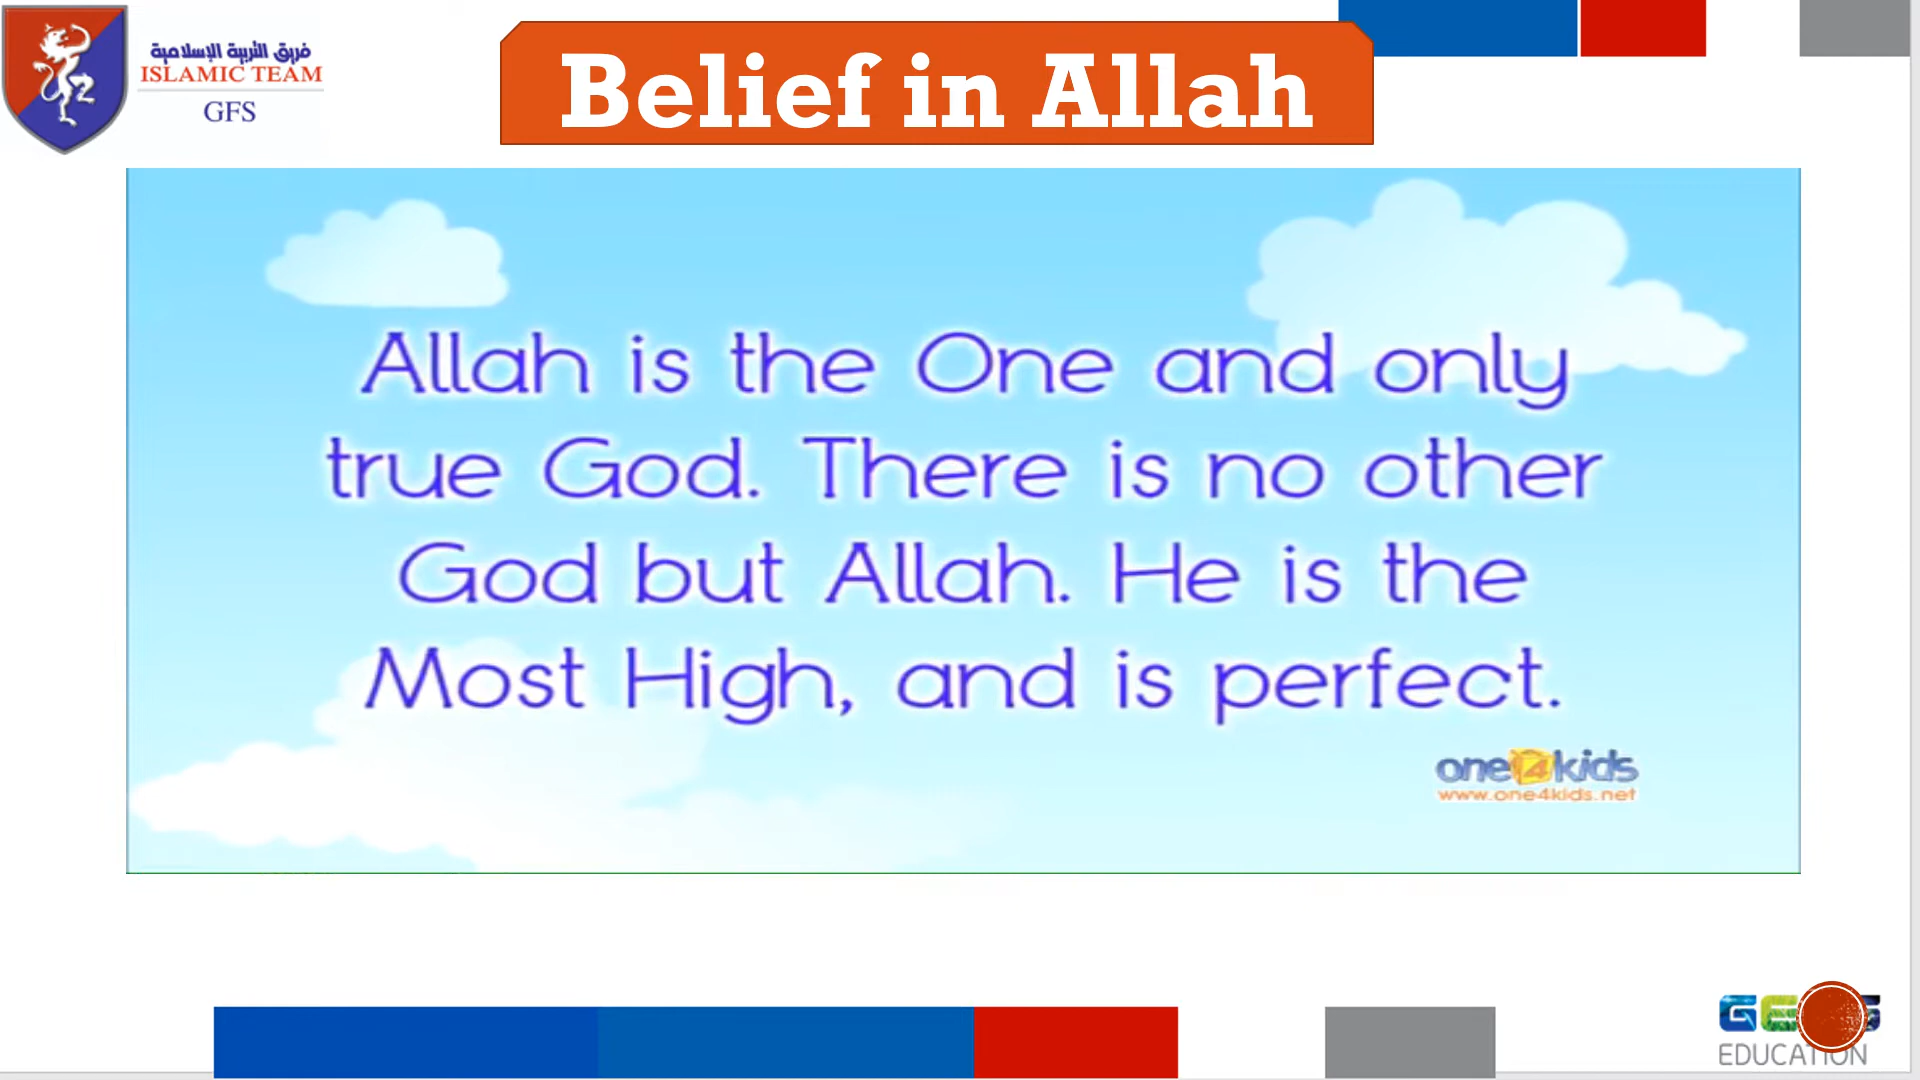 فريق التربية الإسلامية
ISLAMIC TEAM
GFS
Belief in Allah
Allah is the One and only
true God. There is no other
God but Allah. He is the
Most High, and is perfect.
one4kids
www.one4kids.net
EDUCATION